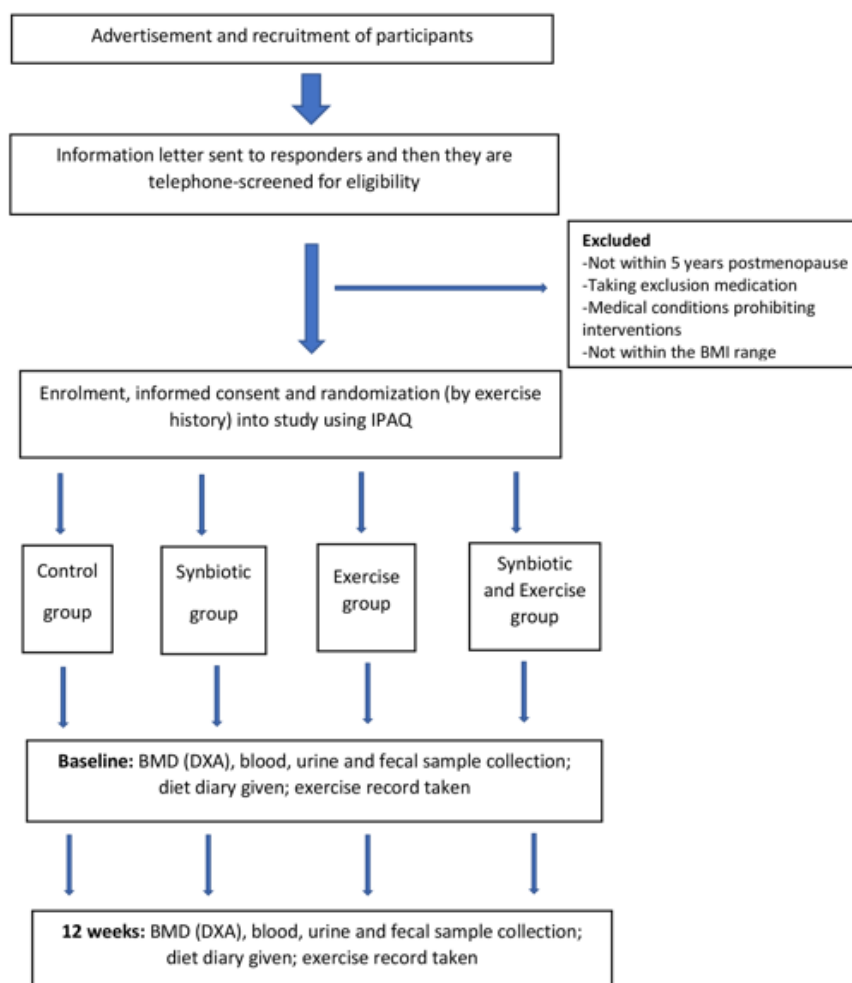 Advertisement and recruitment of participants
Information letter sent to responders and then they are
telephone-screened for eligibility
Excluded
-Not within 5 years postmenopause
-Taking exclusion medication
-Medical conditions prohibiting
interventions
-Not within the BMI range
Enrolment, informed consent and randomization (by exercise
history) into study using IPAQ
Control
group
Synbiotic
group
Exercise
group
Synbiotic
and Exercise
group
Baseline: BMD (DXA), blood, urine and fecal sample collection;
diet diary given; exercise record taken
12 weeks: BMD (DXA), blood, urine and fecal sample collection;
diet diary given; exercise record taken